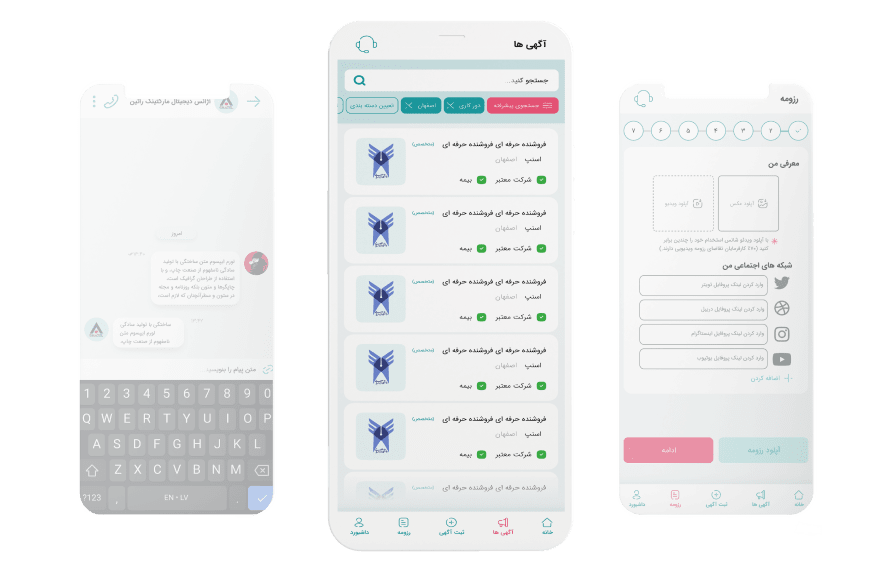 آگهی ها
جستجو کنید...
جستجوی پیشرفته
دور کاری
اصفهان
تعیین دسته بندی
فروشنده حرفه ای فروشنده حرفه ای (متخصص)
اسنپ اصفهان
شرکت معتبر بیمه
فروشنده حرفه ای فروشنده حرفه ای (متخصص)
اسنپ اصفهان
شرکت معتبر بیمه
فروشنده حرفه ای فروشنده حرفه ای (متخصص)
اسنپ اصفهان
شرکت معتبر بیمه
فروشنده حرفه ای فروشنده حرفه ای (متخصص)
اسنپ اصفهان
شرکت معتبر بیمه
فروشنده حرفه ای فروشنده حرفه ای (متخصص)
اسنپ اصفهان
شرکت معتبر بیمه
فروشنده حرفه ای فروشنده حرفه ای (متخصص)
خانه
آگهی ها
ثبت آگهی
رزومه
داشبورد
رزومه
۲ ۳ ۴ ۵ ۶ ۷
معرفی من
آپلود عکس
آپلود ویدیو
با آپلود ویدئو شانس استخدام خود را چندین برابر
کنید (۷۰٪ کارفرمایان تقاضای رزومه ویدیویی دارند.)
شبکه های اجتماعی من
وارد کردن لینک پروفایل تویتر
وارد کردن لینک پروفایل دریبل
وارد کردن لینک پروفایل اینستاگرام
وارد کردن لینک پروفایل یوتیوب
اضافه کردن
آپلود رزومه
ادامه
خانه
آگهی ها
ثبت آگهی
رزومه
داشبورد
آژانس دیجیتال مارکتینگ راتین
امروز
لورم ایپسوم متن ساختگی با تولید
سادگی نامفهوم از صنعت چاپ، و با
استفاده از طراحان گرافیک است،
چاپگرها و متون بلکه روزنامه و مجله
در ستون و سطرآنچنان که لازم است،
ساختگی با تولید سادگی
لورم ایپسوم متن
نامفهوم از صنعت چاپ،
متن پیام را بنویسید
1 2 3 4 5 6 7 8 9 0
Q W E R T Y U I O P
A S D F G H J K L
Z X C V B N M
?123 , EN • LV .